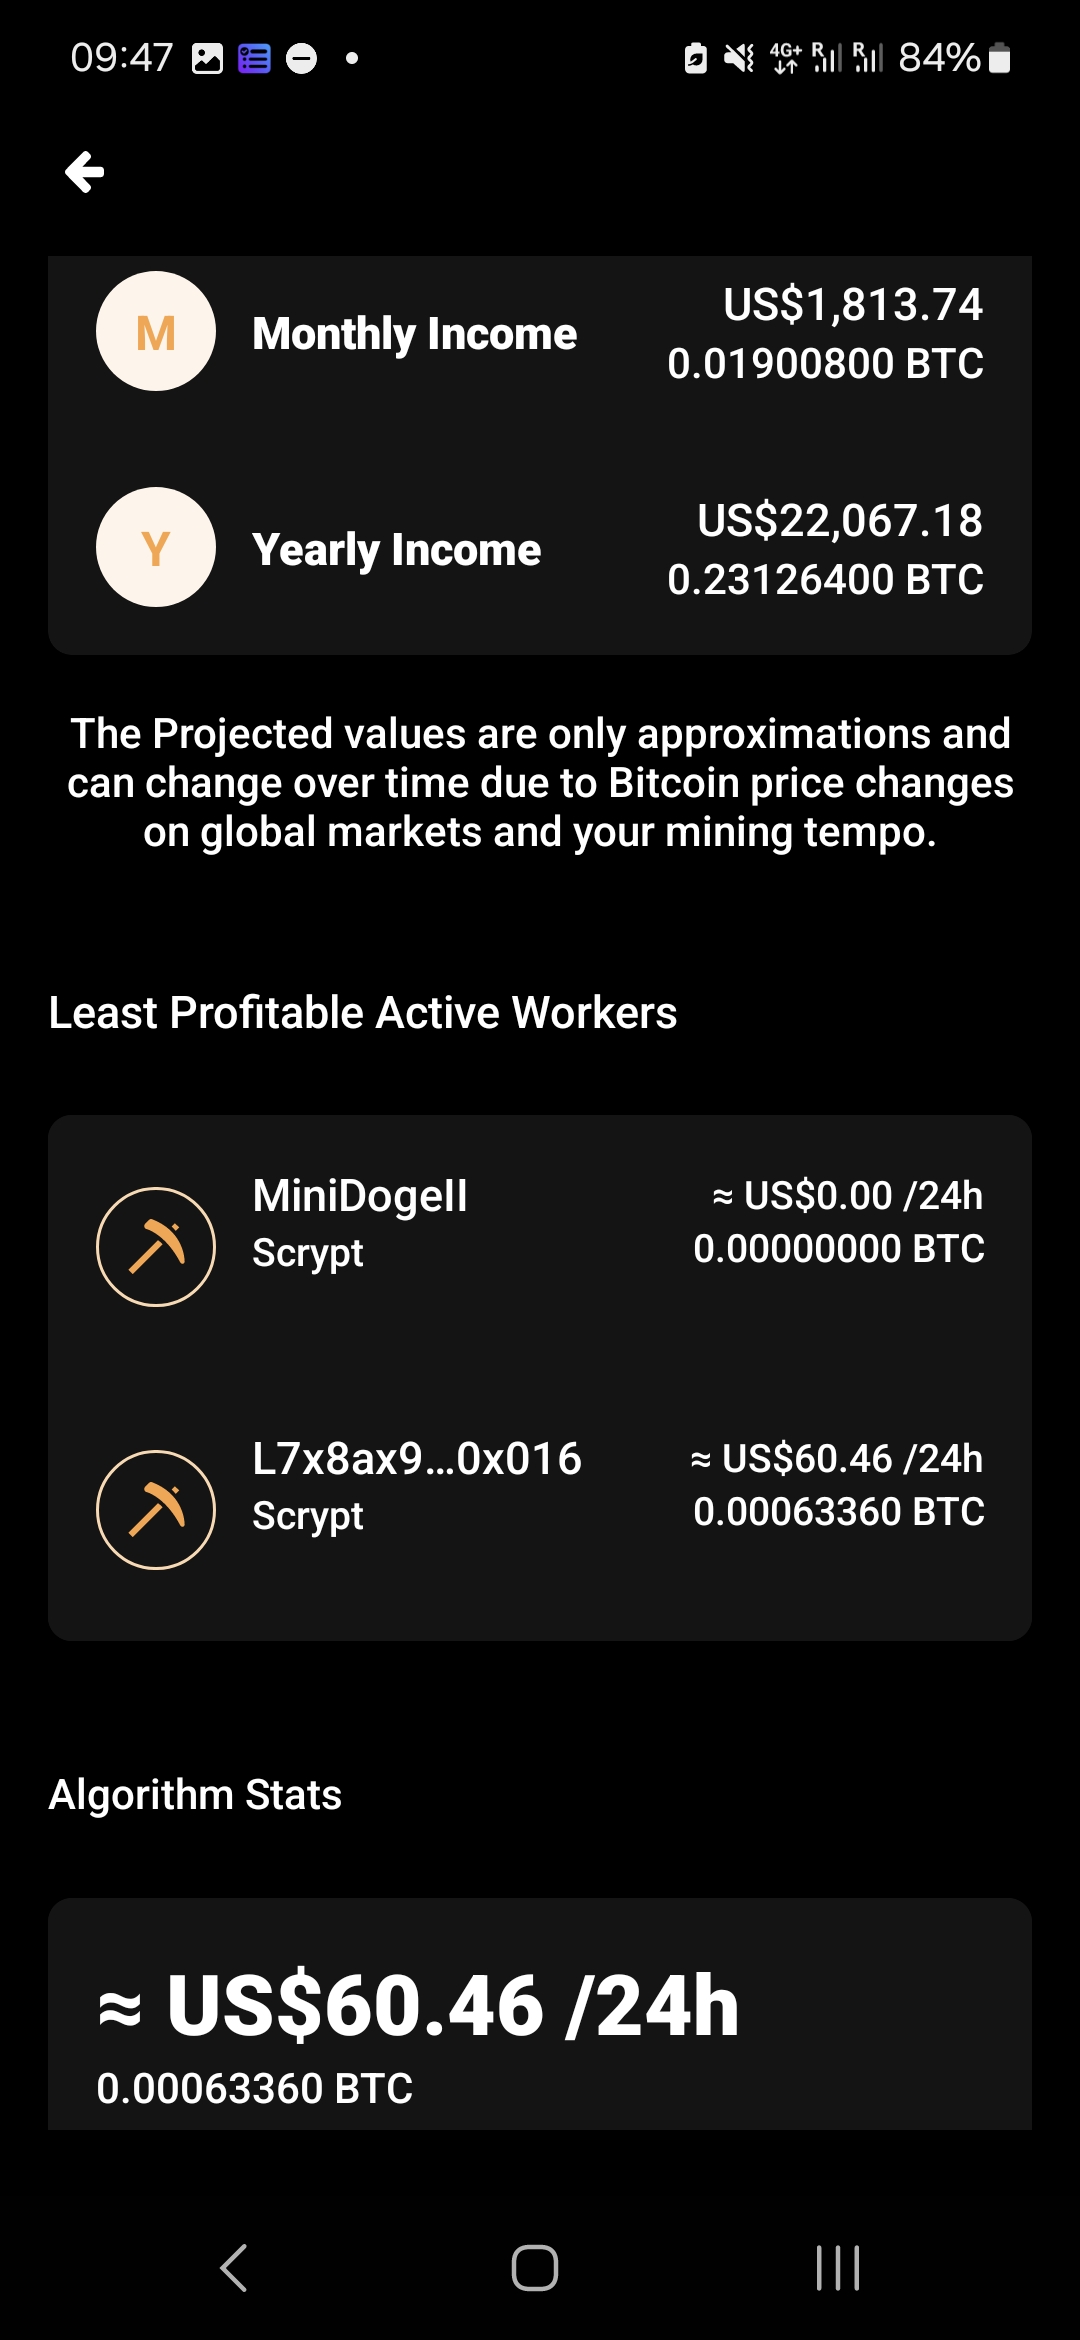 09:47 4G+ R R 84%
M Monthly Income US$1,813.74
0.01900800 BTC
Y Yearly Income US$22,067.18
0.23126400 BTC
The Projected values are only approximations and
can change over time due to Bitcoin price changes
on global markets and your mining tempo.
Least Profitable Active Workers
MiniDogeII ≈ US$0.00 /24h
Scrypt 0.00000000 BTC
L7x8ax9...0x016 ≈ US$60.46 /24h
Scrypt 0.00063360 BTC
Algorithm Stats
≈ US$60.46 /24h
0.00063360 BTC